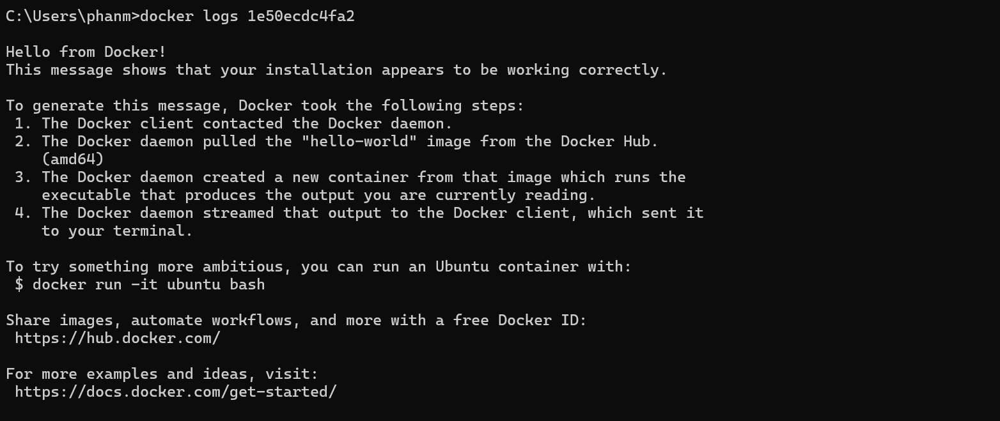 C:\Users\phanm>docker logs 1e50ecdc4fa2
Hello from Docker!
This message shows that your installation appears to be working correctly.
To generate this message, Docker took the following steps:
1. The Docker client contacted the Docker daemon.
2. The Docker daemon pulled the "hello-world" image from the Docker Hub.
(amd64)
3. The Docker daemon created a new container from that image which runs the
executable that produces the output you are currently reading.
4. The Docker daemon streamed that output to the Docker client, which sent it
to your terminal.
To try something more ambitious, you can run an Ubuntu container with:
$ docker run -it ubuntu bash
Share images, automate workflows, and more with a free Docker ID:
https://hub.docker.com/
For more examples and ideas, visit:
https://docs.docker.com/get-started/